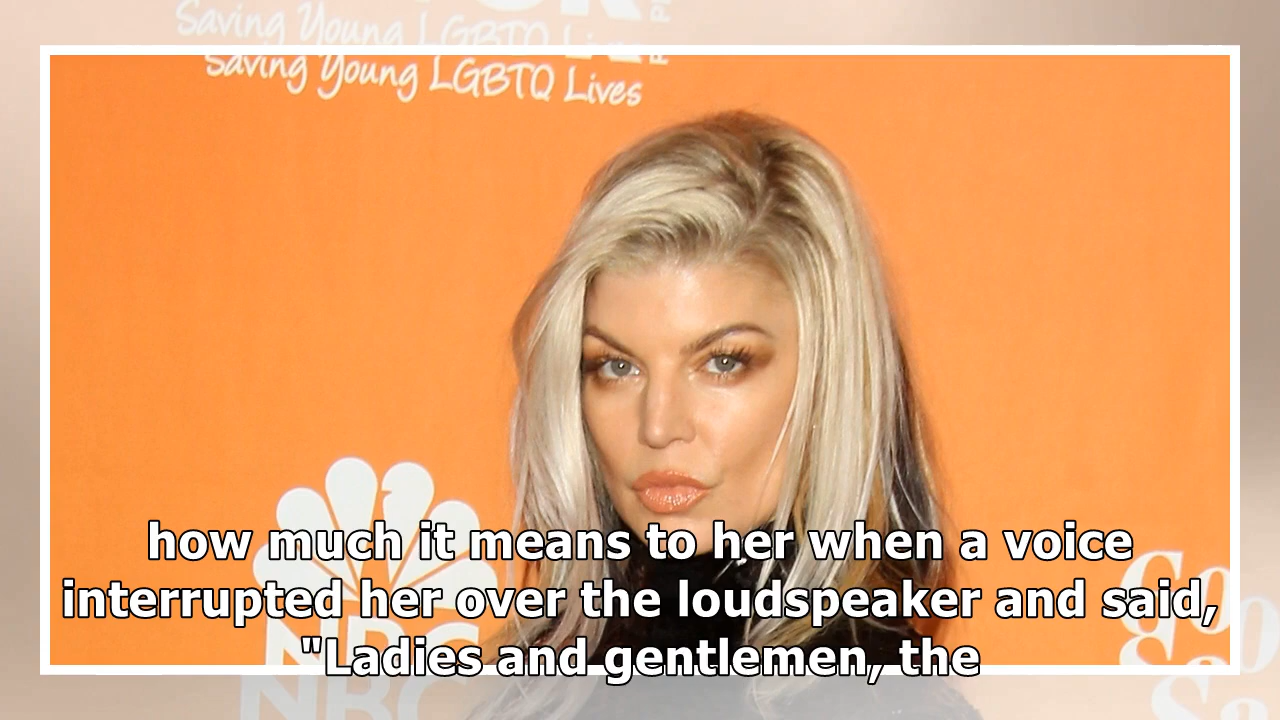 Saving Young LGBTQ
Saving Young LGBTQ Lives
how much it means to her when a voice
interrupted her over the loudspeaker and said,
"Ladies and gentlemen, the
NBC